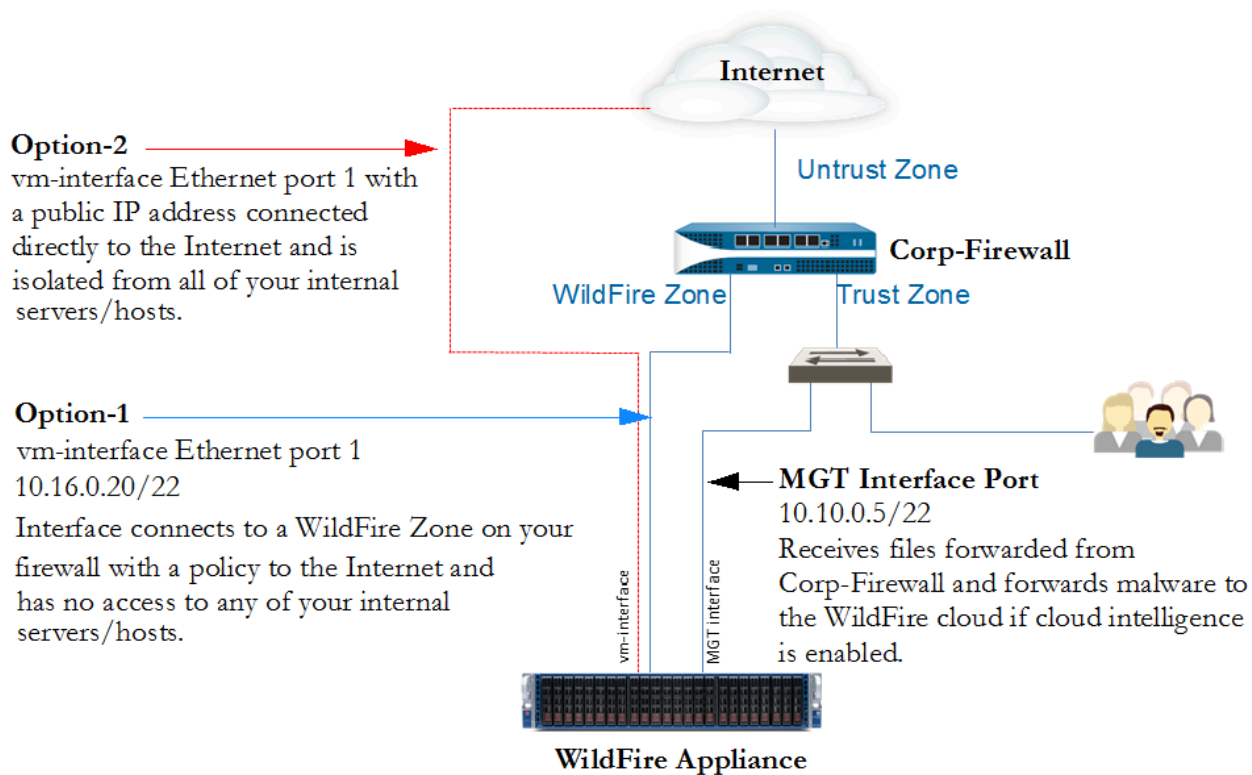 Internet
Option-2
vm-interface Ethernet port 1 with
a public IP address connected
directly to the Internet and is
isolated from all of your internal
servers/hosts.
Untrust Zone
Corp-Firewall
WildFire Zone
Trust Zone
Option-1
vm-interface Ethernet port 1
10.16.0.20/22
Interface connects to a WildFire Zone on your
firewall with a policy to the Internet and
has no access to any of your internal
servers/hosts.
vm-interface
MGT interface
MGT Interface Port
10.10.0.5/22
Receives files forwarded from
Corp-Firewall and forwards malware to
the WildFire cloud if cloud intelligence
is enabled.
WildFire Appliance